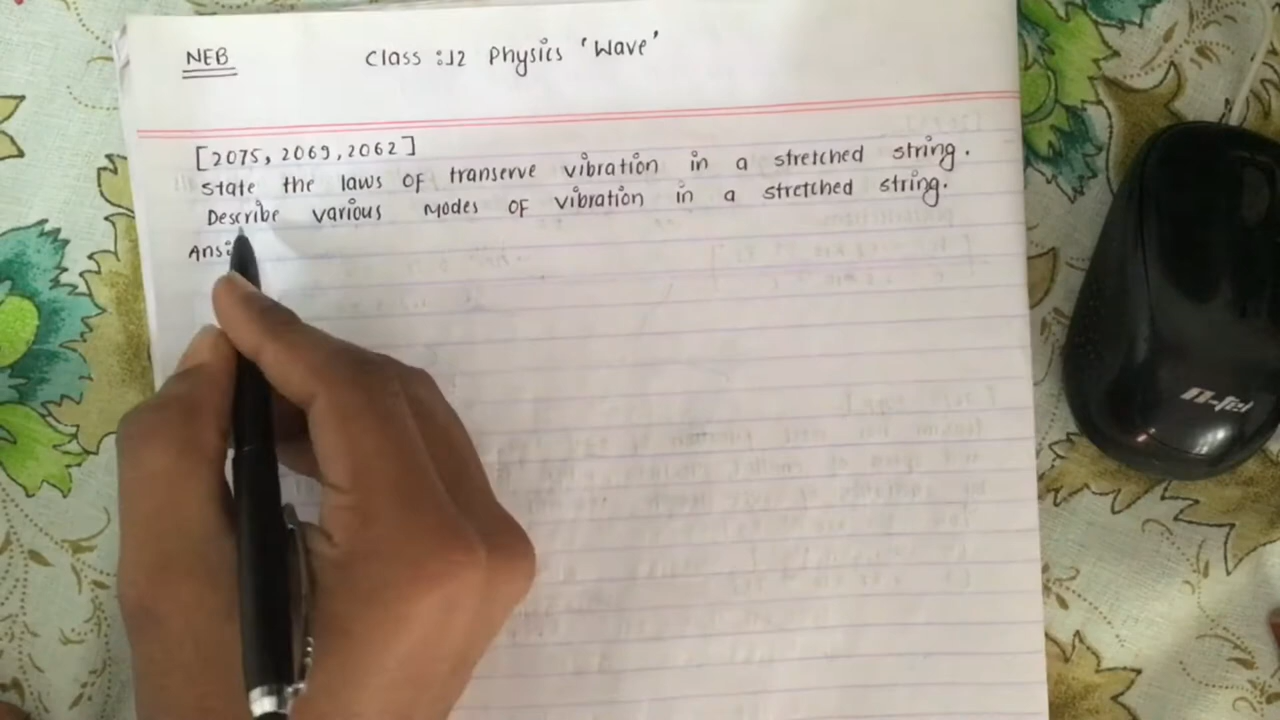 NEB
Class :12 Physics 'Wave'
[2075, 2069, 2062]
State the laws of transerve vibration in a stretched string.
Describe various Modes of vibration in a stretched string.
Ans: